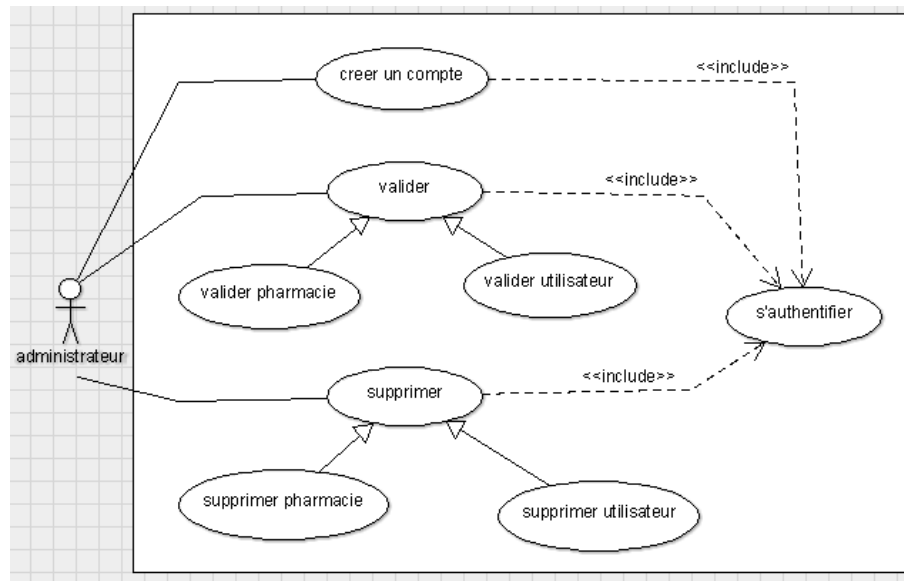 creer un compte
<<include>>
valider
<<include>>
valider pharmacie
valider utilisateur
s'authentifier
administrateur
<<include>>
supprimer
supprimer pharmacie
supprimer utilisateur